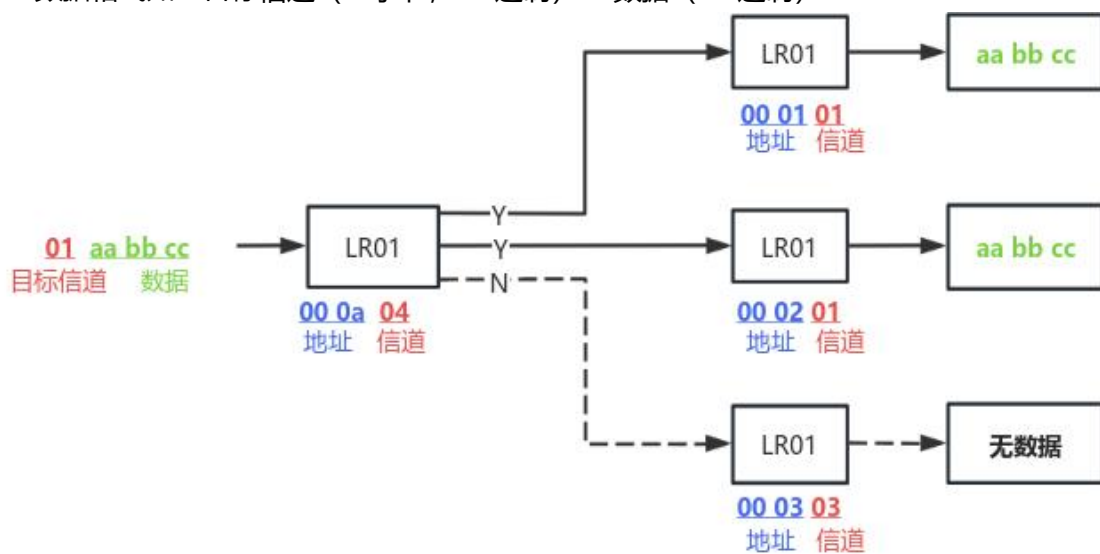 LR01
aa bb cc
00 01 01
地址 信道
Y
01 aa bb cc
目标信道 数据
LR01
Y
LR01
aa bb cc
N
00 0a 04
地址 信道
00 02 01
地址 信道
LR01
无数据
00 03 03
地址 信道